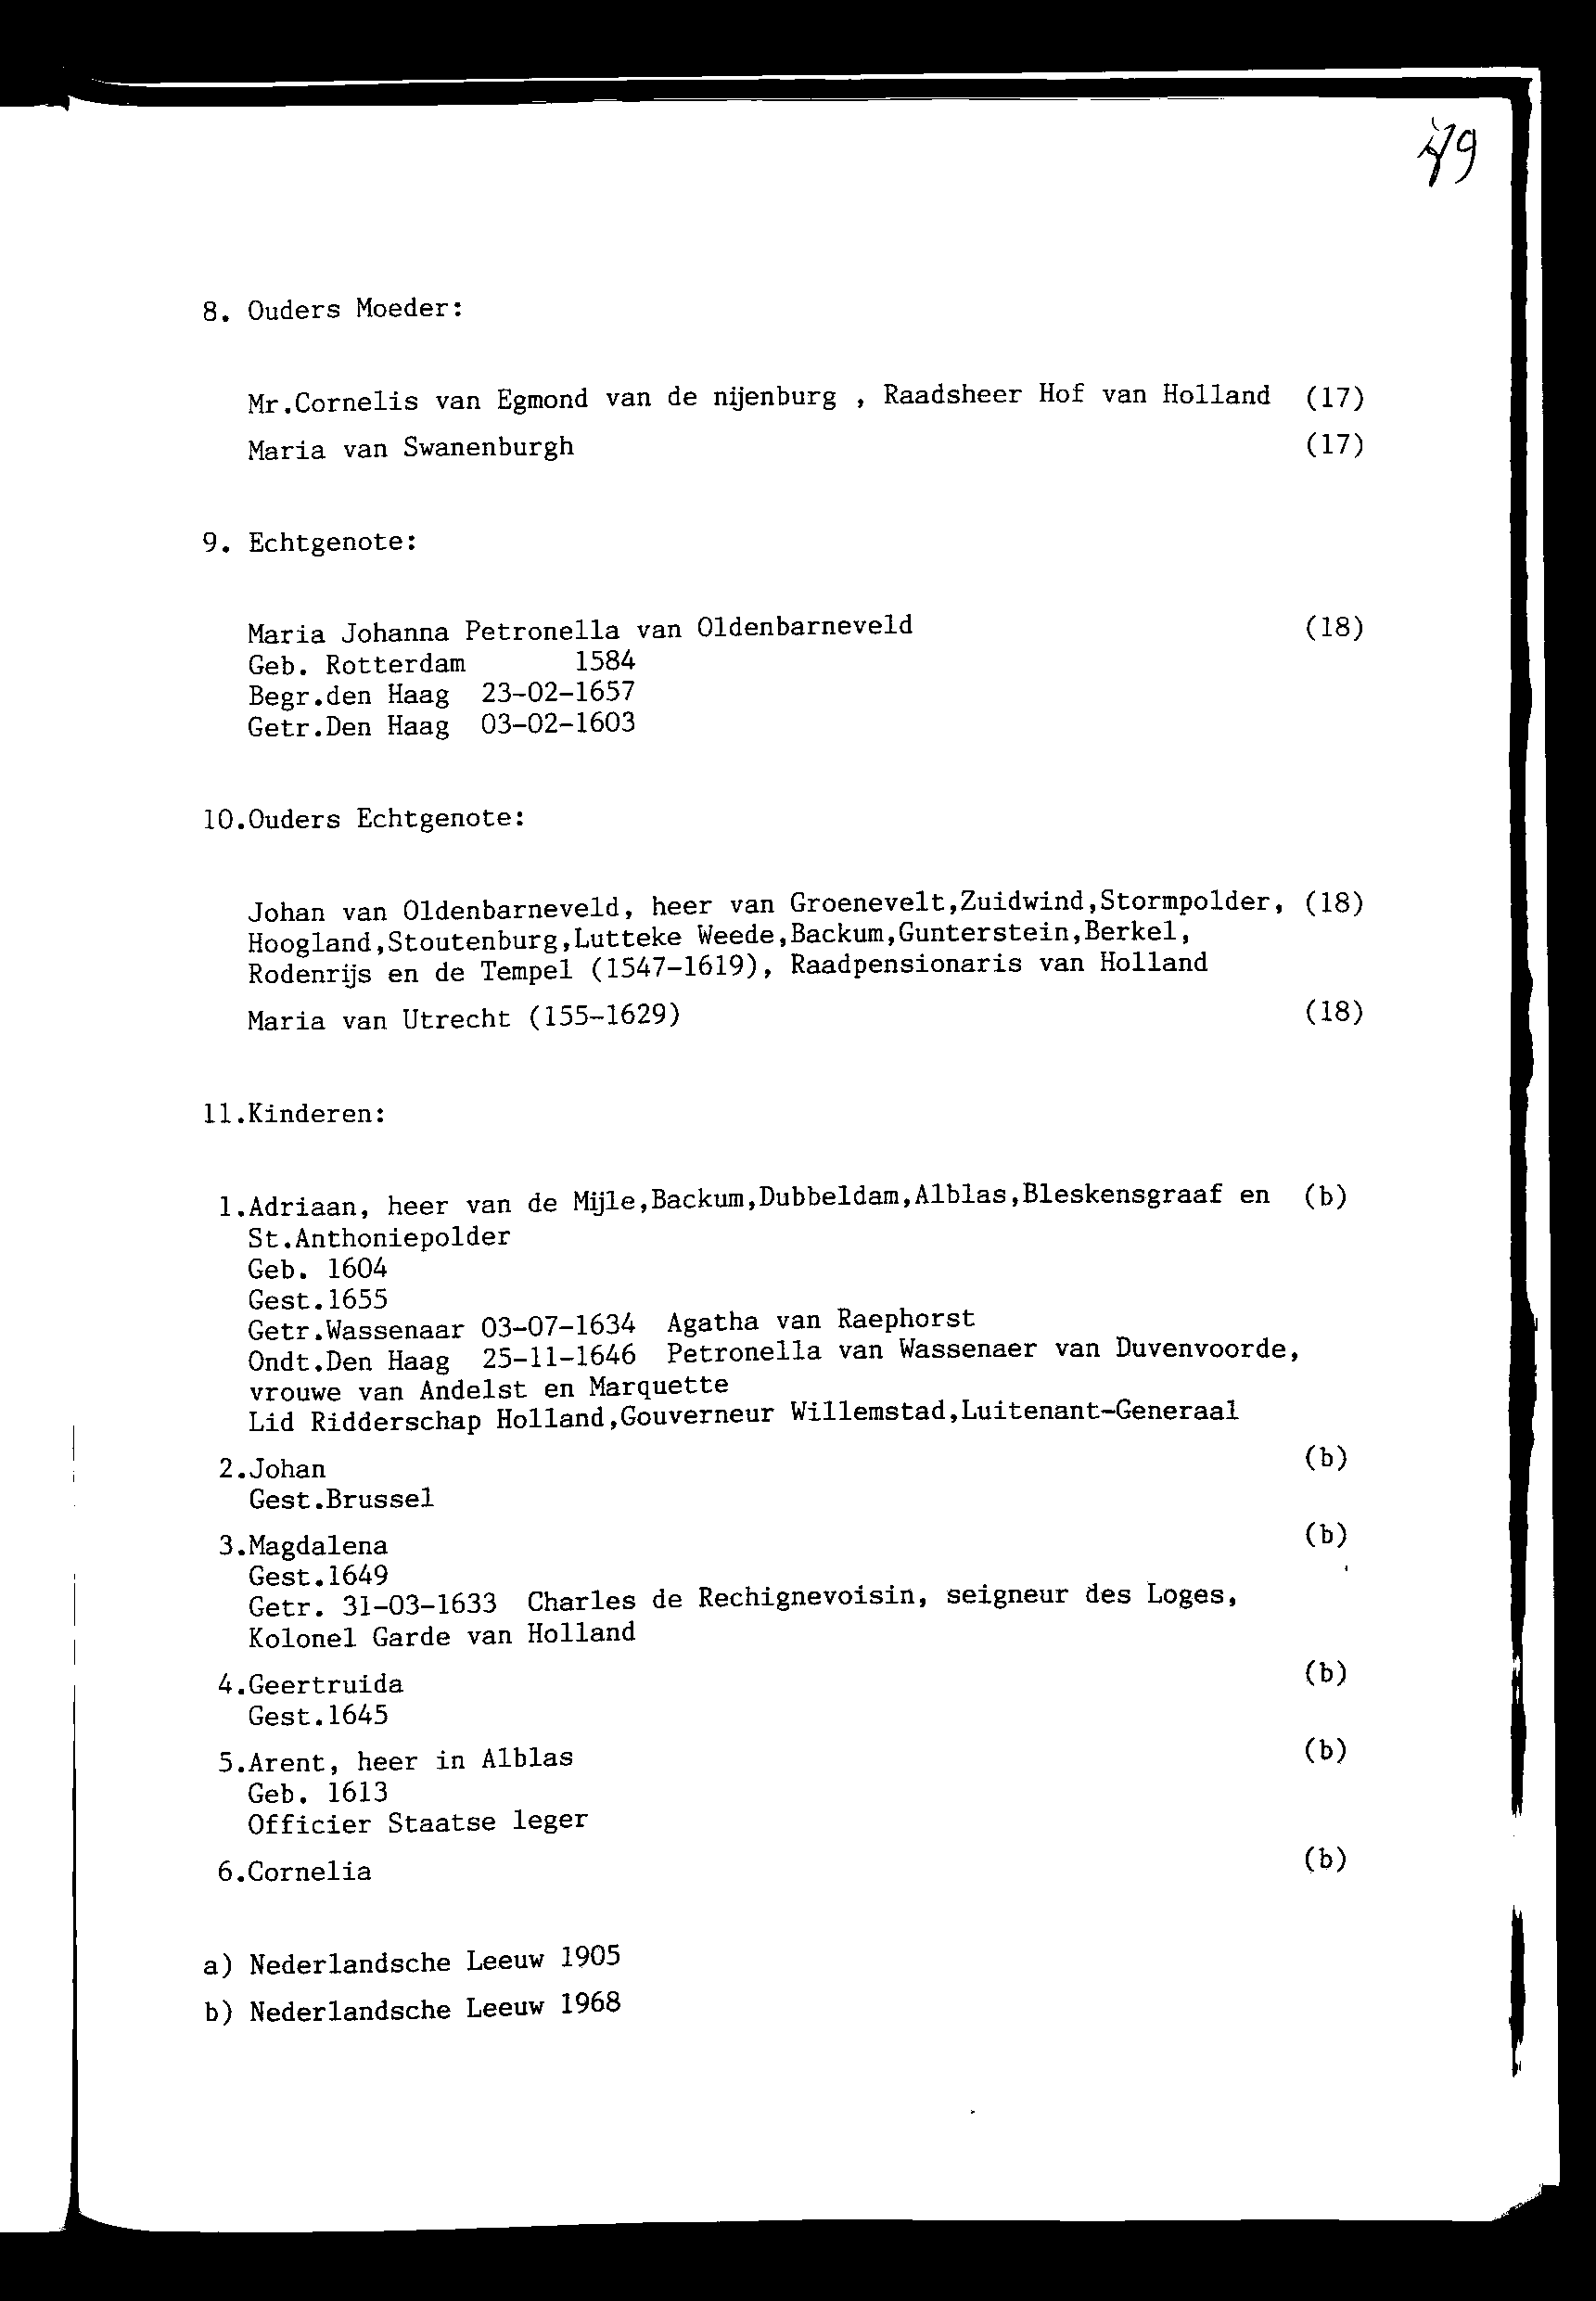 8. Ouders Moeder:
Mr.Cornelis van Egmond van de nijenburg , Raadsheer Hof van Holland (17)
Maria van Swanenburgh (17)
9. Echtgenote:
Maria Johanna Petronella van Oldenbarneveld (18)
Geb. Rotterdam 1584
Begr.den Haag 23-02-1657
Getr.Den Haag 03-02-1603
10.Ouders Echtgenote:
Johan van Oldenbarneveld, heer van Groenevelt,Zuidwind,Stormpolder, (18)
Hoogland,Stoutenburg,Lutteke Weede,Backum,Gunterstein,Berkel,
Rodenrijs en de Tempel (1547-1619), Raadpensionaris van Holland
Maria van Utrecht (155-1629) (18)
11.Kinderen:
1.Adriaan, heer van de Mijle,Backum,Dubbeldam,Alblas,Bleskensgraaf en (b)
St.Anthoniepolder
Geb. 1604
Gest.1655
Getr.Wassenaar 03-07-1634 Agatha van Raephorst
Ondt.Den Haag 25-11-1646 Petronella van Wassenaer van Duvenvoorde,
vrouwe van Andelst en Marquette
Lid Ridderschap Holland,Gouverneur Willemstad,Luitenant-Generaal
2.Johan (b)
Gest.Brussel
3.Magdalena (b)
Gest.1649
Getr. 31-03-1633 Charles de Rechignevoisin, seigneur des Loges,
Kolonel Garde van Holland
4.Geertruida (b)
Gest.1645
5.Arent, heer in Alblas (b)
Geb. 1613
Officier Staatse leger
6.Cornelia (b)
a) Nederlandsche Leeuw 1905
b) Nederlandsche Leeuw 1968